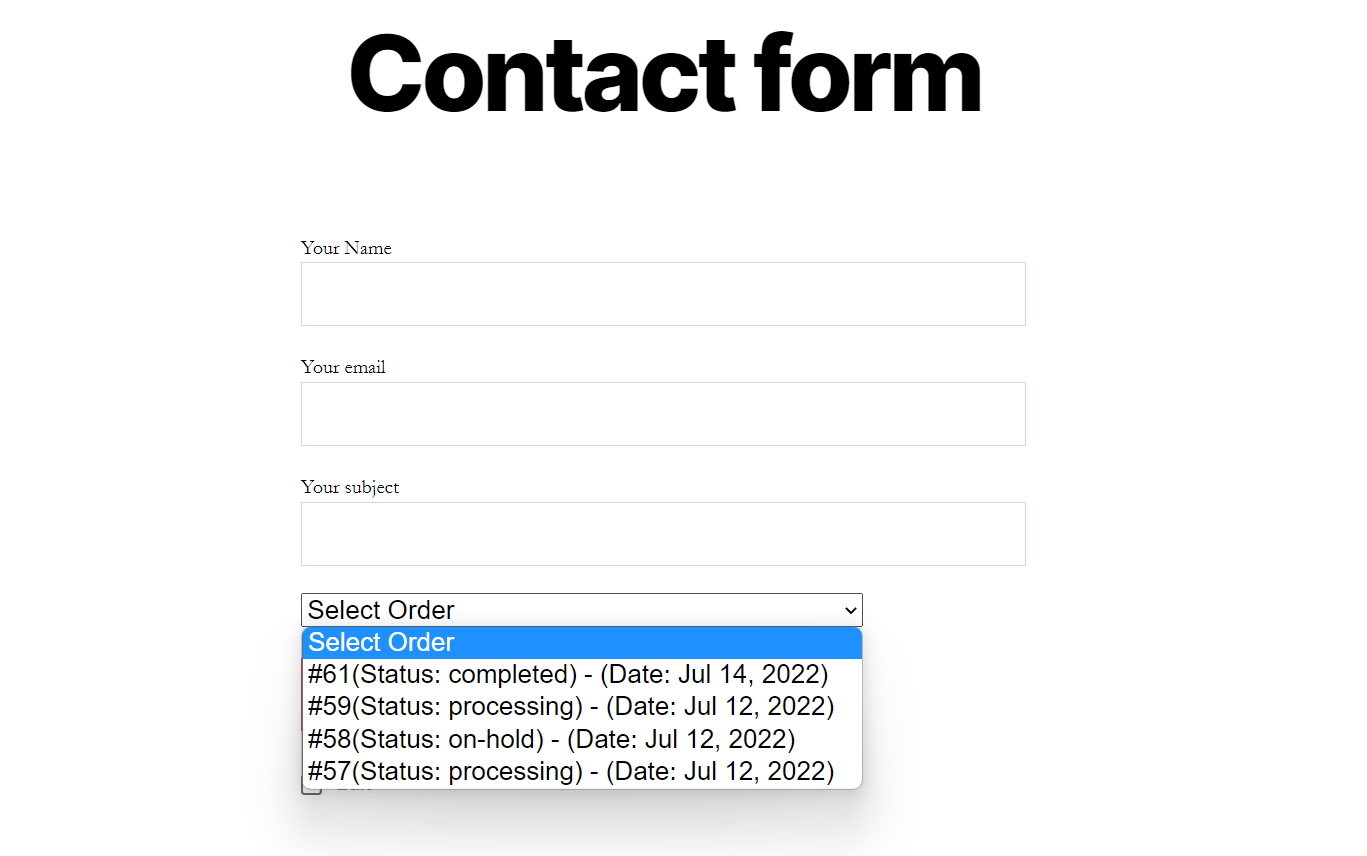 Contact form
Your Name
Your email
Your subject
Select Order
Select Order
#61(Status: completed) - (Date: Jul 14, 2022)
#59(Status: processing) - (Date: Jul 12, 2022)
#58(Status: on-hold) - (Date: Jul 12, 2022)
#57(Status: processing) - (Date: Jul 12, 2022)